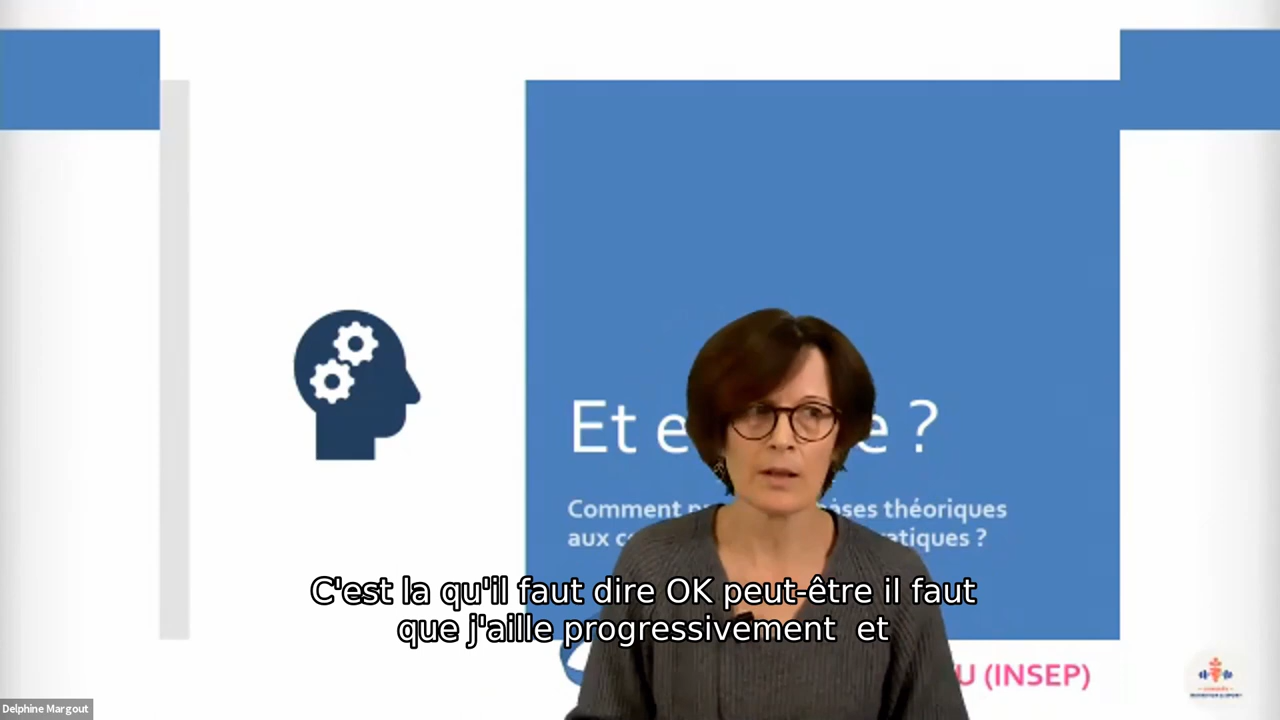 Et e e ?
Comment p èses théoriques
aux c atiques ?
C'est la qu'il faut dire OK peut-être il faut
que j'aille progressivement et
U (INSEP)
Delphine Margout